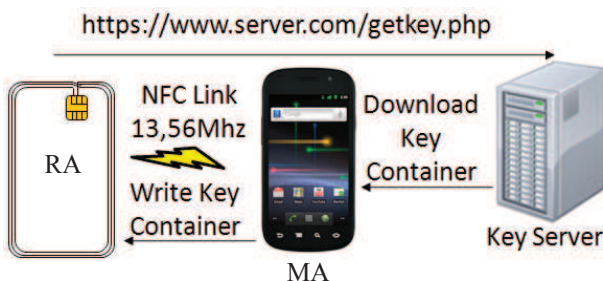 https://www.server.com/getkey.php
NFC Link
13,56Mhz
RA
Write Key
Container
MA
Download
Key
Container
Key Server